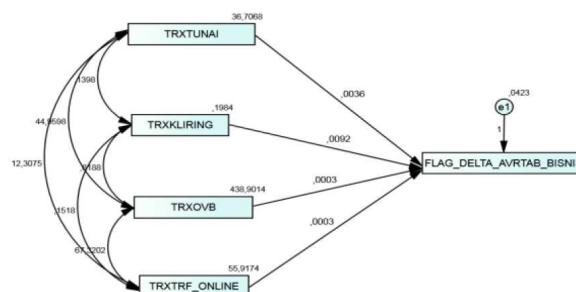 36,7068
TRXTUNAI
,1398
,0036
,0423
e1
1
,1984
TRXKLIRING
44,9598
,0092
12,3075
FLAG_DELTA_AVRTAB_BISNI
,0003
438,9014
TRXOVB
,1518
,0003
55,9174
TRXTRF_ONLINE